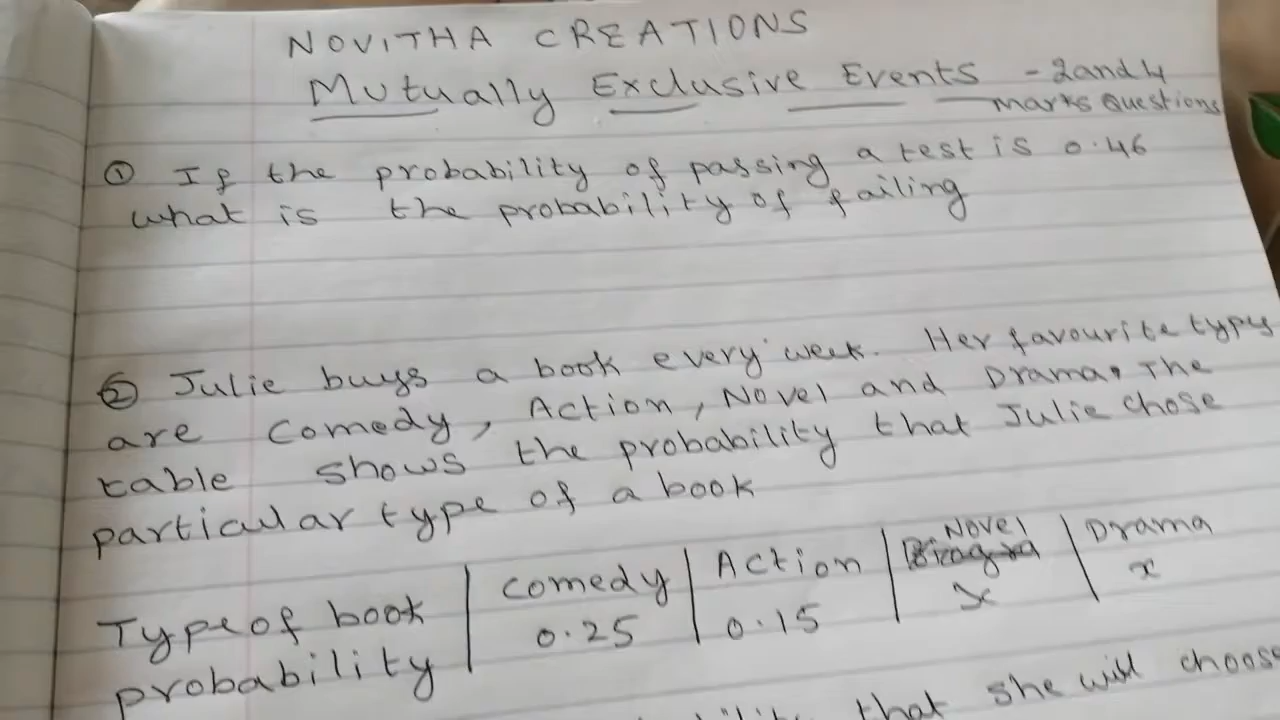 NOVITHA CREATIONS
Mutually Exclusive Events - 2 and 4
marks Questions
① If the probability of passing a test is 0.46
what is the probability of failing
② Julie buys a book every week. Her favourite types
are Comedy, Action, Novel and Drama. The
table shows the probability that Julie chose
particular type of a book
Type of book | Comedy | Action | Novel | Drama
probability 0.25 0.15 x x
that she will choose